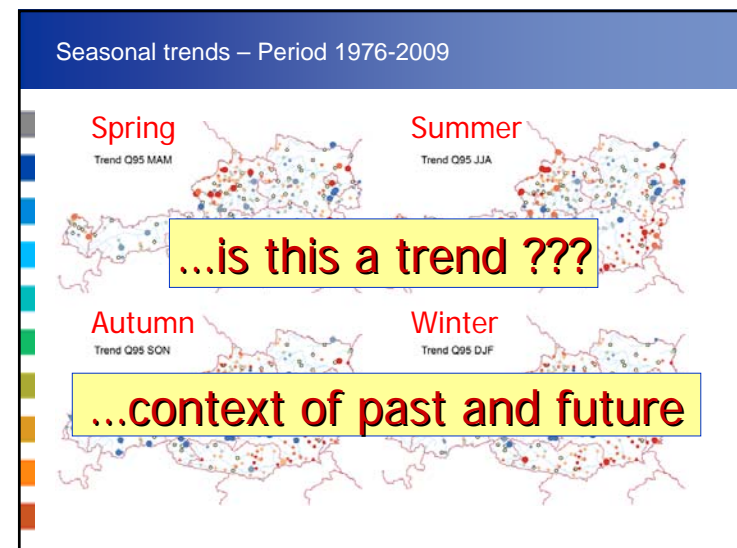 Seasonal trends – Period 1976-2009
Spring
Trend Q95 MAM
Summer
Trend Q95 JJA
...is this a trend ???
Autumn
Trend Q95 SON
Winter
Trend Q95 DJF
...context of past and future